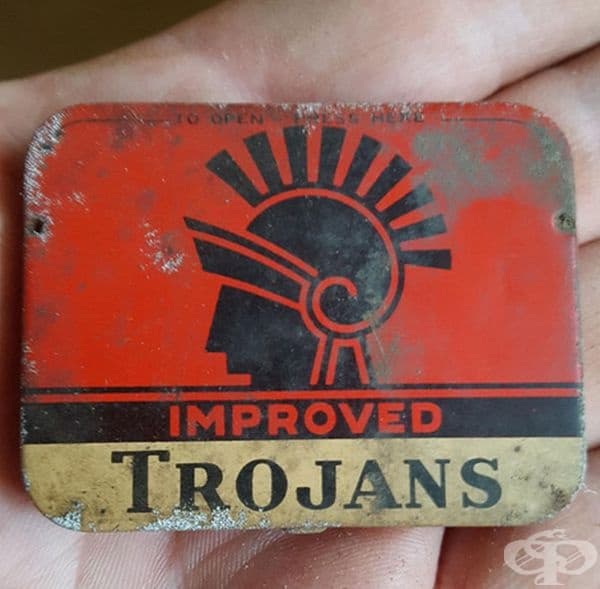 TO OPEN PRESS HERE
IMPROVED
TROJANS